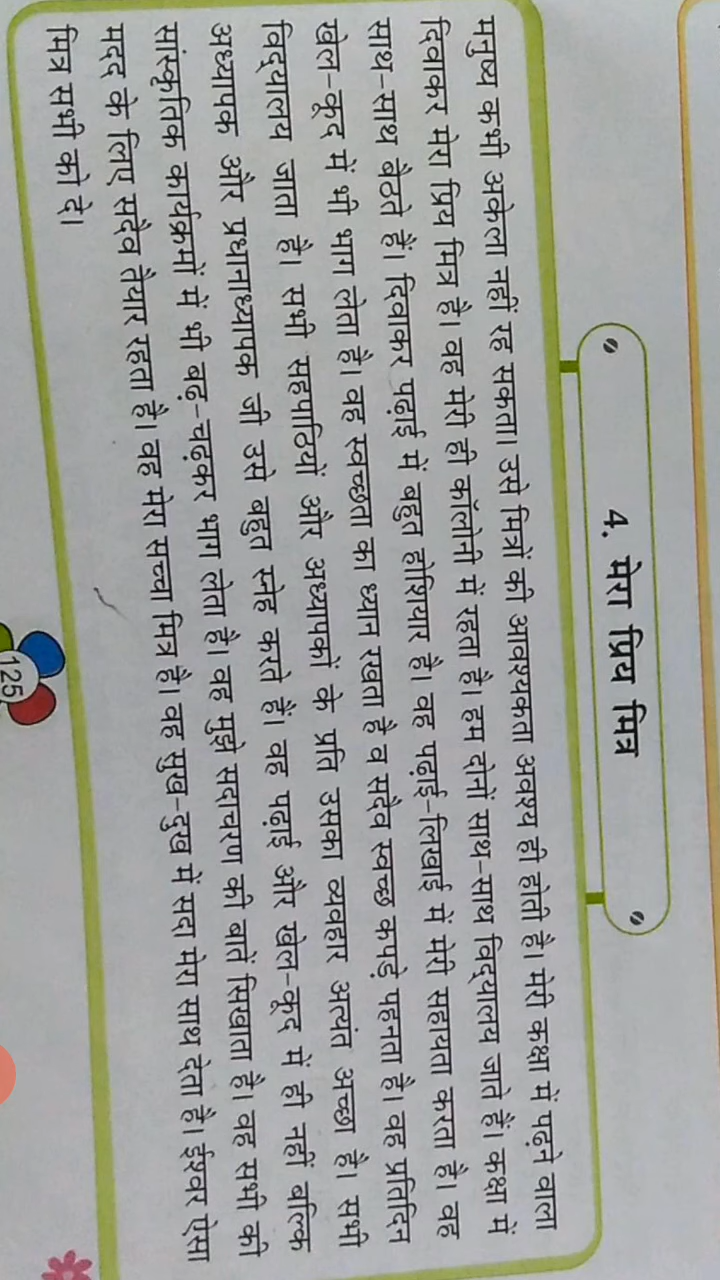 4. मेरा प्रिय मित्र
मनुष्य कभी अकेला नहीं रह सकता। उसे मित्रों की आवश्यकता अवश्य ही होती है। मेरी कक्षा में पढ़ने वाला
दिवाकर मेरा प्रिय मित्र है। वह मेरी ही कॉलोनी में रहता है। हम दोनों साथ-साथ विद्यालय जाते हैं। कक्षा में
साथ-साथ बैठते हैं। दिवाकर पढ़ाई में बहुत होशियार है। वह पढ़ाई-लिखाई में मेरी सहायता करता है। वह
खेल-कूद में भी भाग लेता है। वह स्वच्छता का ध्यान रखता है व सदैव स्वच्छ कपड़े पहनता है। वह प्रतिदिन
विद्यालय जाता है। सभी सहपाठियों और अध्यापकों के प्रति उसका व्यवहार अत्यंत अच्छा है। सभी
अध्यापक और प्रधानाध्यापक जी उसे बहुत स्नेह करते हैं। वह पढ़ाई और खेल-कूद में ही नहीं बल्कि
सांस्कृतिक कार्यक्रमों में भी बढ़-चढ़कर भाग लेता है। वह मुझे सदाचरण की बातें सिखाता है। वह सभी की
मदद के लिए सदैव तैयार रहता है। वह मेरा सच्चा मित्र है। वह सुख-दुख में सदा मेरा साथ देता है। ईश्वर ऐसा
मित्र सभी को दे।
125